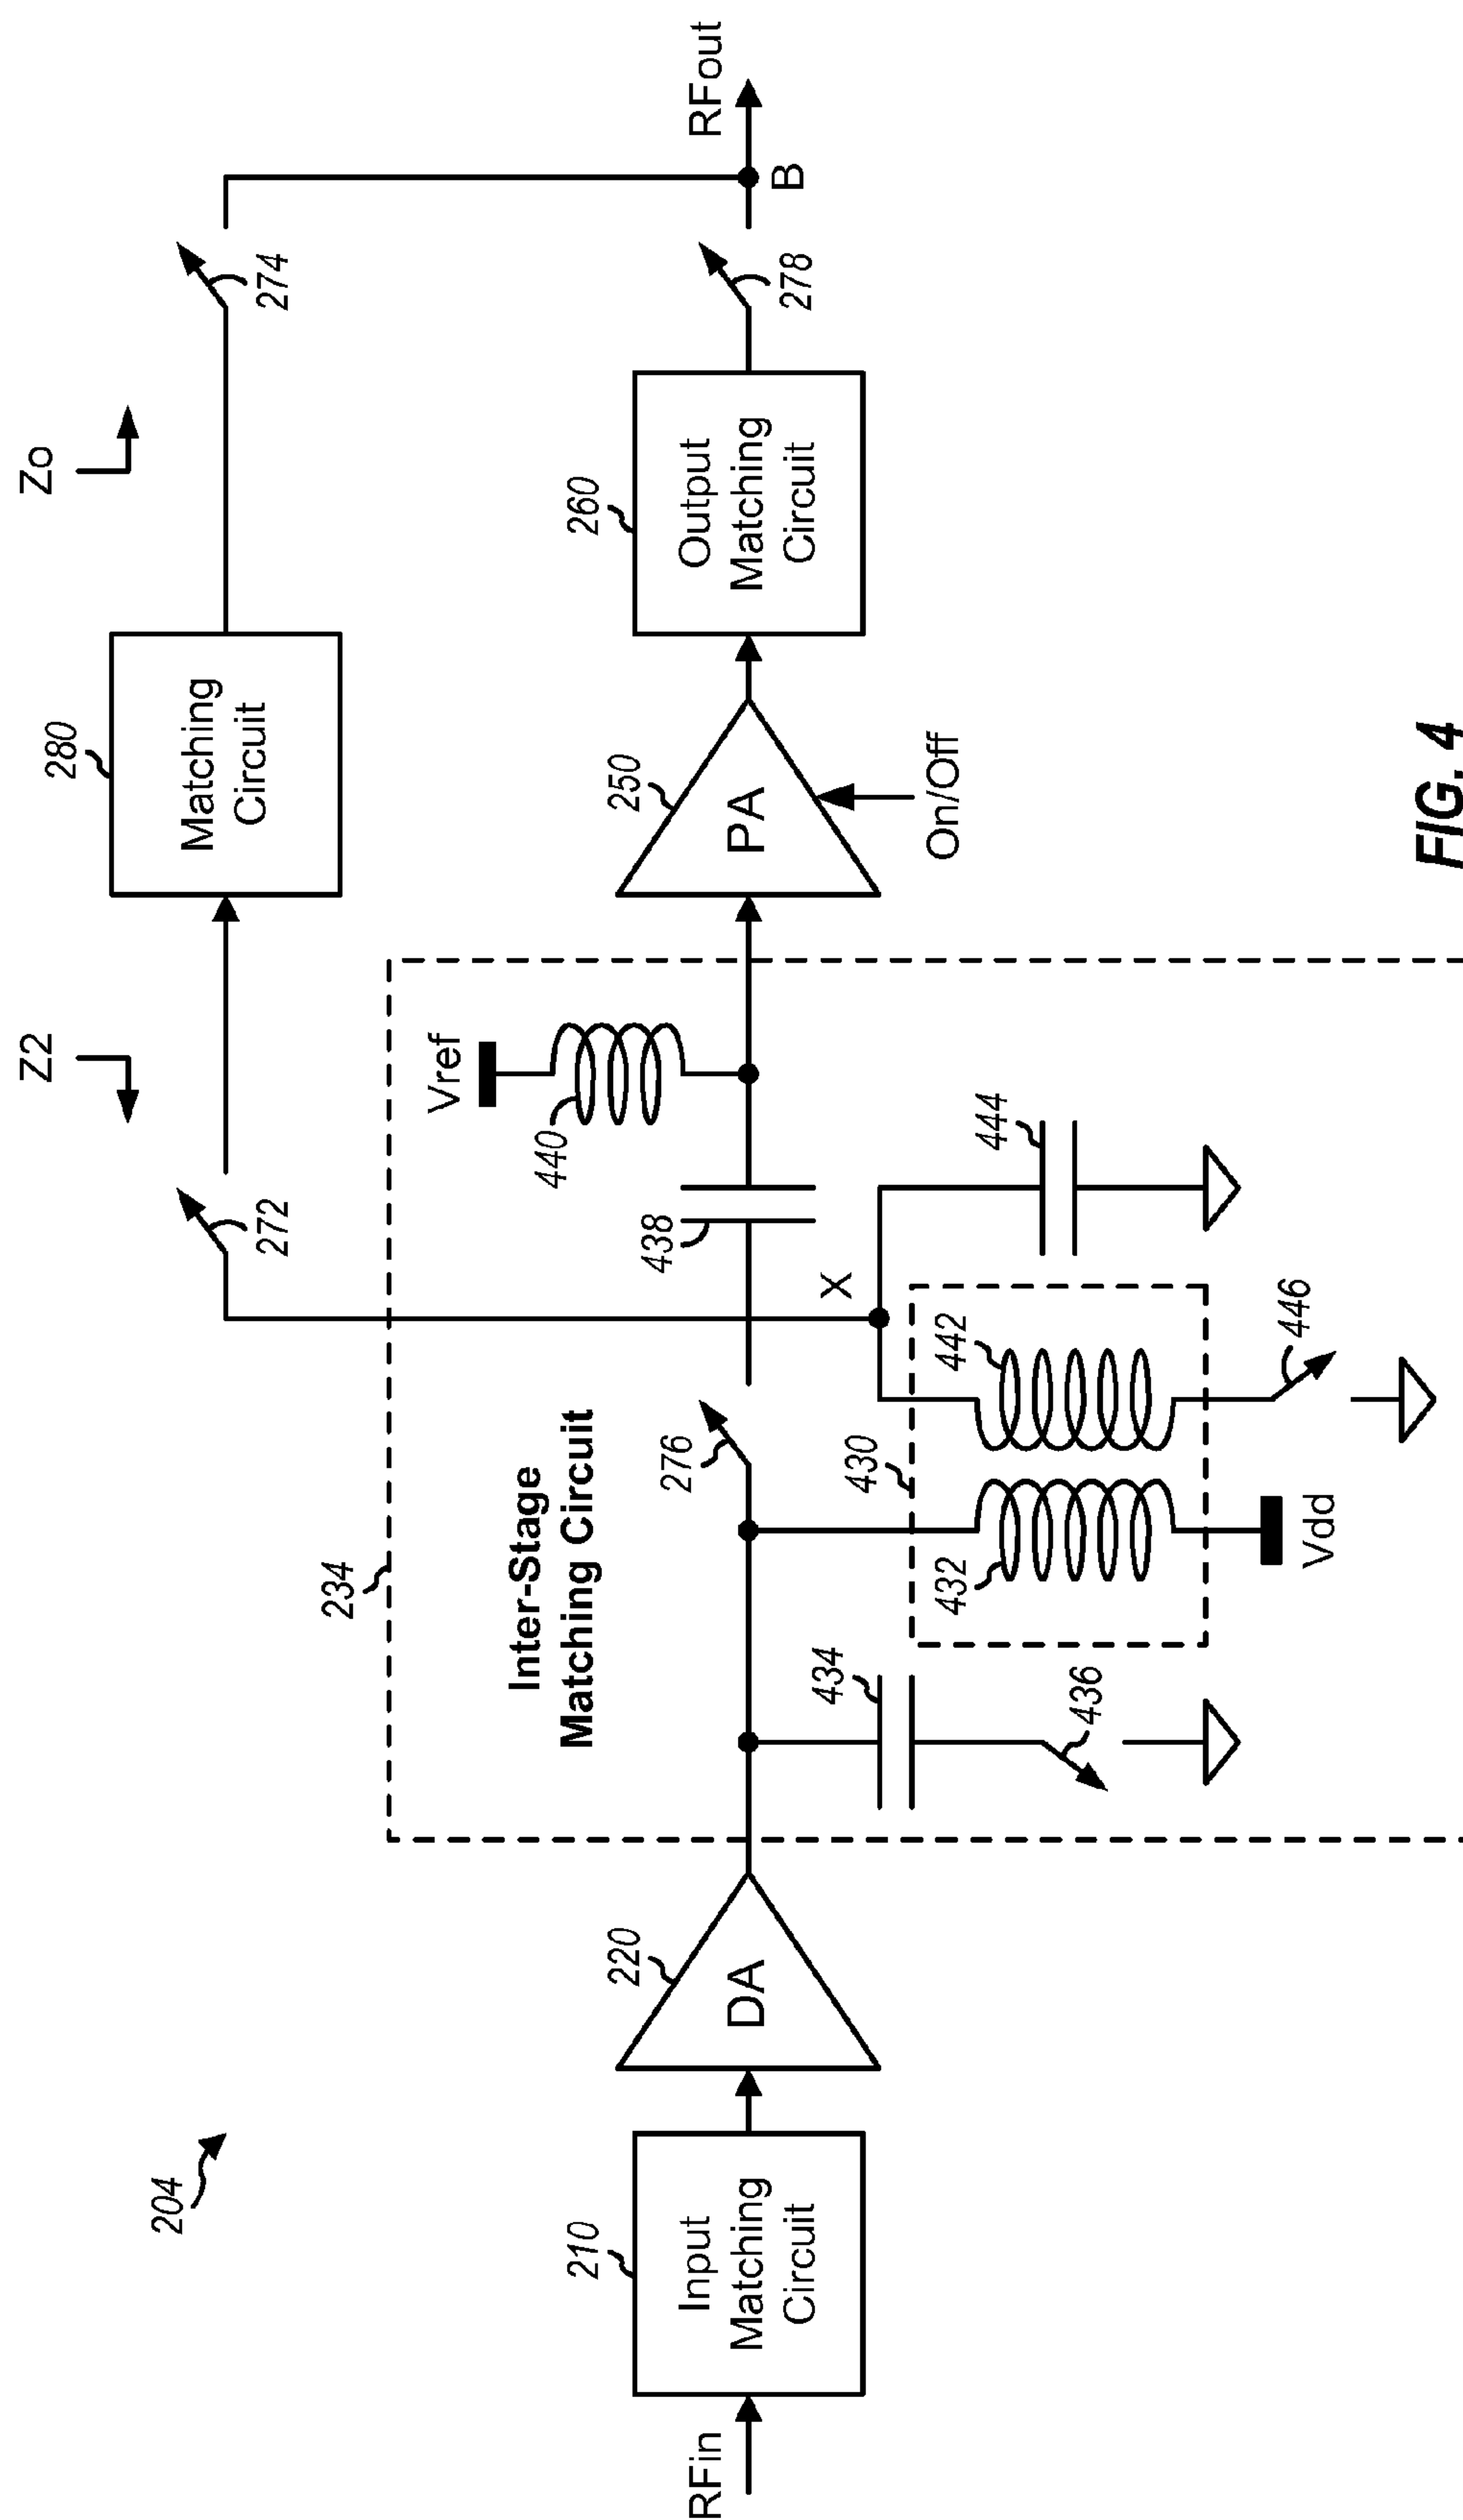 204
Z2
Zo
280
Matching
Circuit
272
274
234
Inter-Stage
Matching Circuit
Vref
440
RFin
210
Input
Matching
Circuit
220
DA
276
438
250
PA
On/Off
260
Output
Matching
Circuit
278
RFout
B
X
434
436
430
432
442
444
446
Vdd
FIG. 4